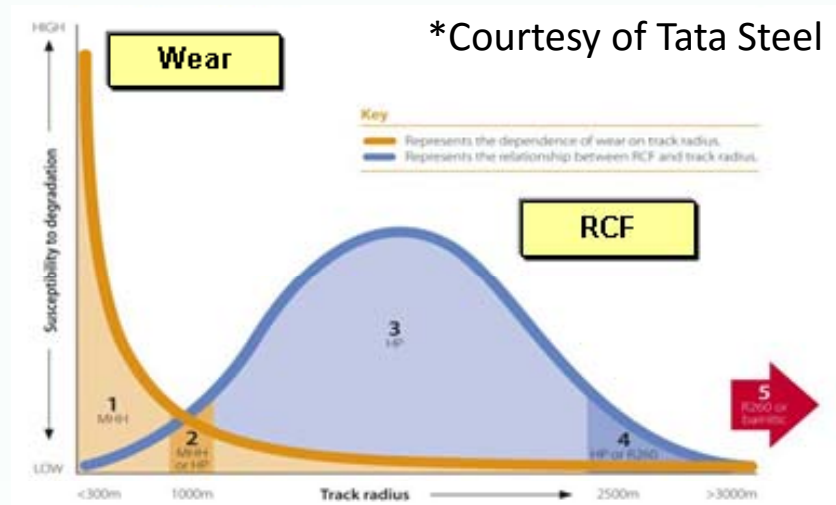 *Courtesy of Tata Steel
HIGH
Wear
Key
Represents the dependence of wear on track radius.
Represents the relationship between RCF and track radius.
RCF
Susceptibility to degradation
3
HP
1
MHH
2
MHH
or HP
4
HP or R260
5
R260 or
bainitic
LOW
<300m
1000m
Track radius
2500m
>3000m